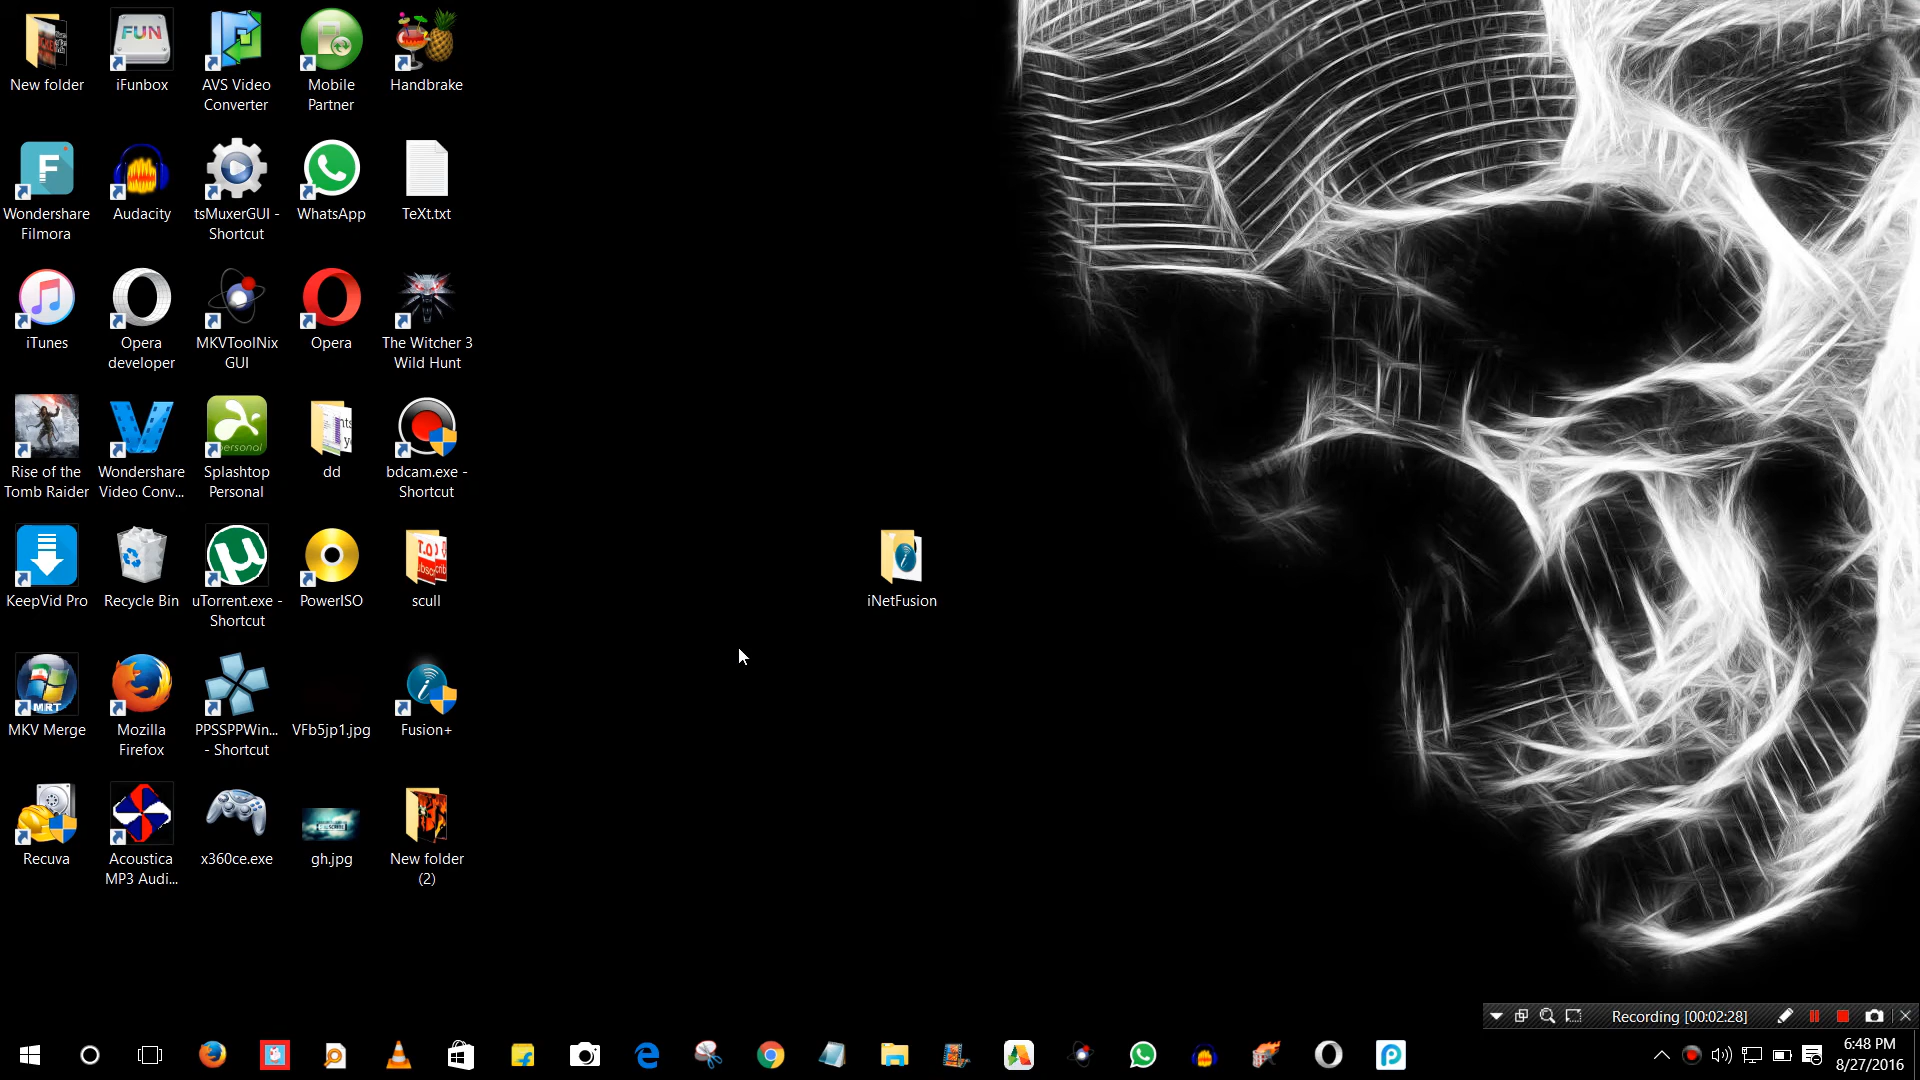 New folder
iFunbox
AVS Video
Converter
Mobile
Partner
Handbrake
Wondershare
Filmora
Audacity
tsMuxerGUI -
Shortcut
WhatsApp
TeXt.txt
iTunes
Opera
developer
MKVToolNix
GUI
Opera
The Witcher 3
Wild Hunt
Rise of the
Tomb Raider
Wondershare
Video Conv...
Splashtop
Personal
dd
bdcam.exe -
Shortcut
KeepVid Pro
Recycle Bin
uTorrent.exe -
Shortcut
PowerISO
scull
iNetFusion
MKV Merge
Mozilla
Firefox
PPSSPPWin...
- Shortcut
VFb5jp1.jpg
Fusion+
Recuva
Acoustica
MP3 Audi...
x360ce.exe
gh.jpg
New folder
(2)
FUN
F
personal
MRT
Recording [00:02:28]
6:48 PM
8/27/2016